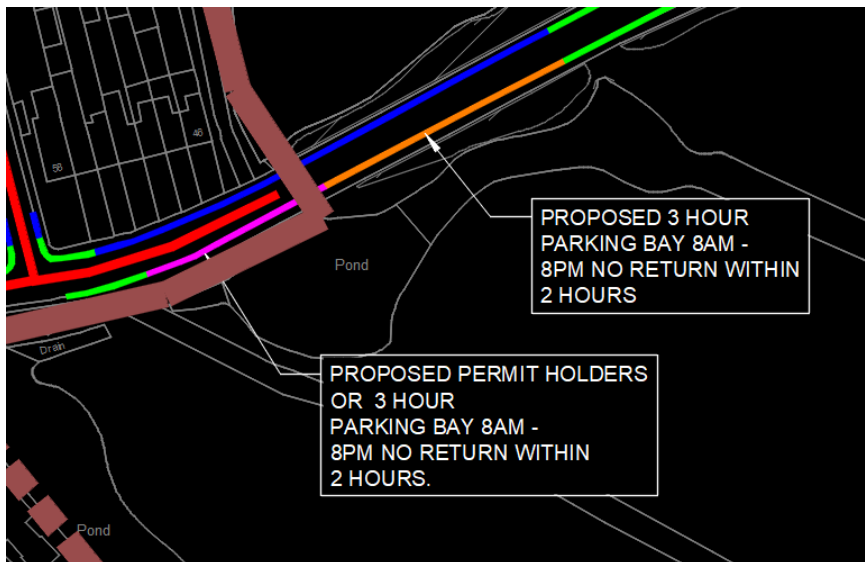 46
58
PROPOSED 3 HOUR
PARKING BAY 8AM -
8PM NO RETURN WITHIN
2 HOURS
Pond
Drain
PROPOSED PERMIT HOLDERS
OR 3 HOUR
PARKING BAY 8AM -
8PM NO RETURN WITHIN
2 HOURS.
Pond